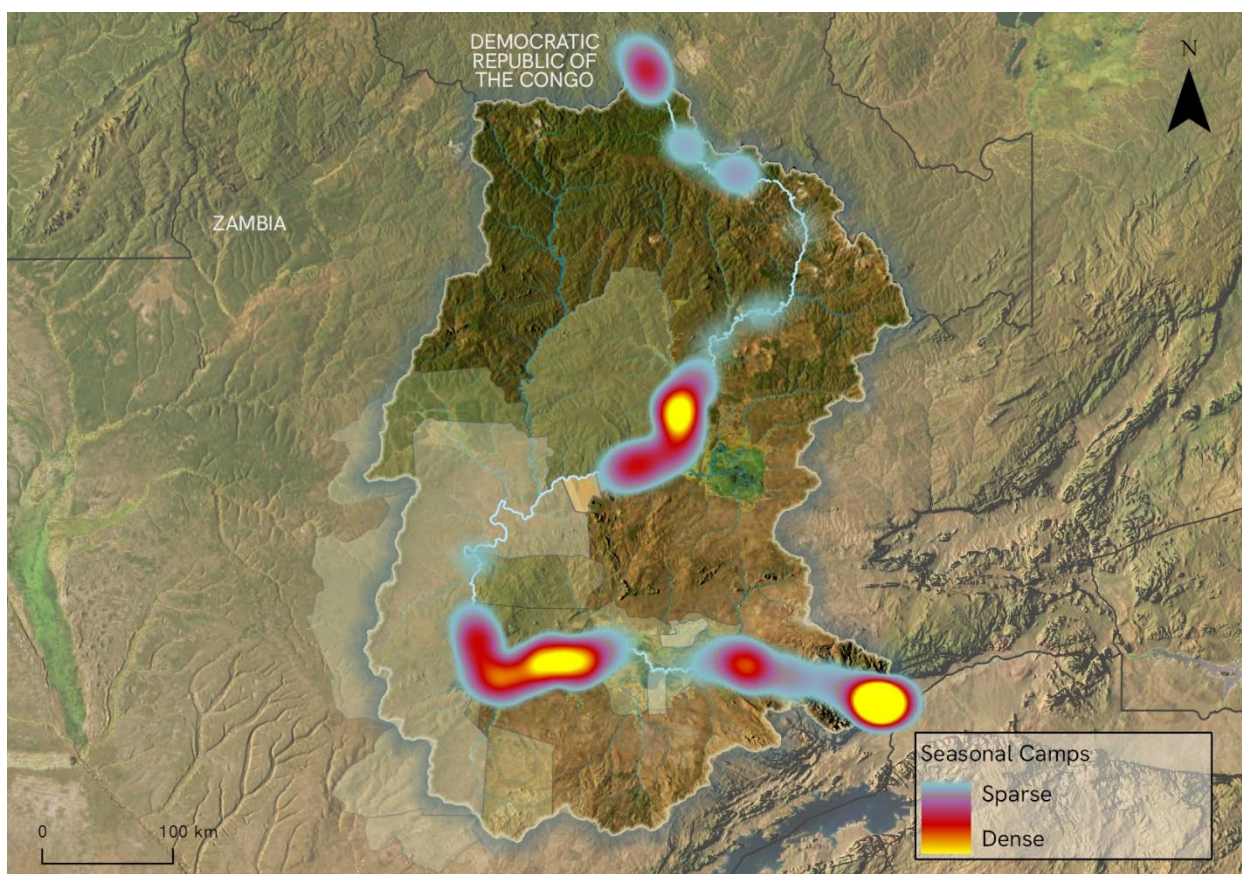 DEMOCRATIC
REPUBLIC OF
THE CONGO
N
ZAMBIA
Seasonal Camps
Sparse
Dense
0 100 km